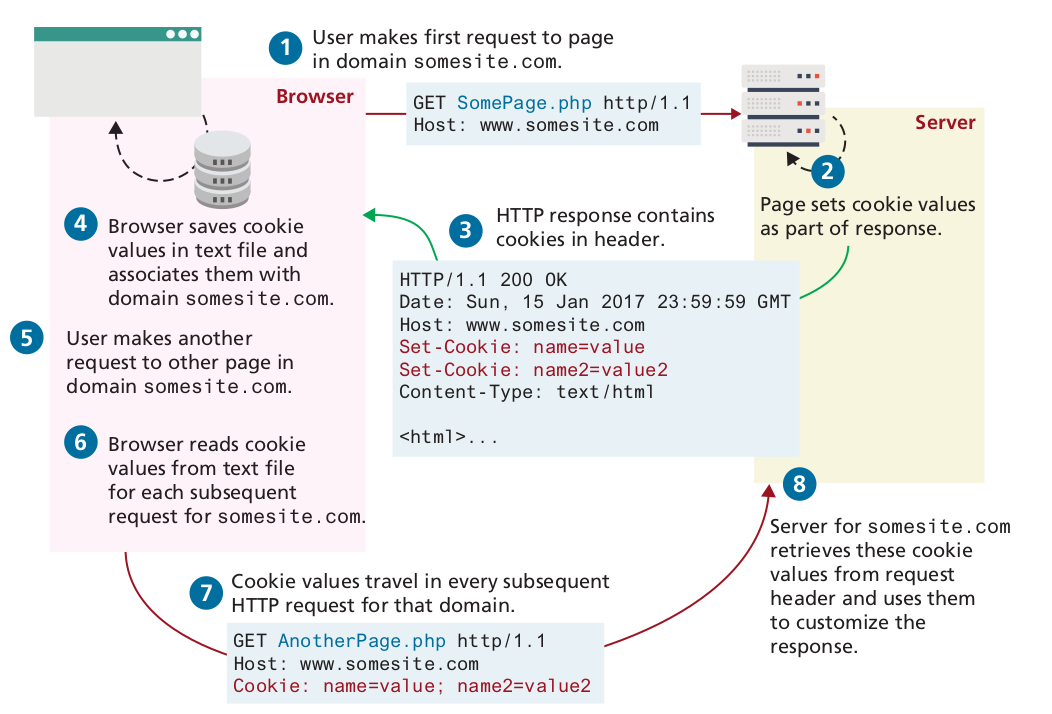 1 User makes first request to page
in domain somesite.com.
Browser
GET SomePage.php http/1.1
Host: www.somesite.com
Server
2
Page sets cookie values
as part of response.
3 HTTP response contains
cookies in header.
HTTP/1.1 200 OK
Date: Sun, 15 Jan 2017 23:59:59 GMT
Host: www.somesite.com
Set-Cookie: name=value
Set-Cookie: name2=value2
Content-Type: text/html
<html>...
4 Browser saves cookie
values in text file and
associates them with
domain somesite.com.
5 User makes another
request to other page in
domain somesite.com.
6 Browser reads cookie
values from text file
for each subsequent
request for somesite.com.
7 Cookie values travel in every subsequent
HTTP request for that domain.
GET AnotherPage.php http/1.1
Host: www.somesite.com
Cookie: name=value; name2=value2
8
Server for somesite.com
retrieves these cookie
values from request
header and uses them
to customize the
response.